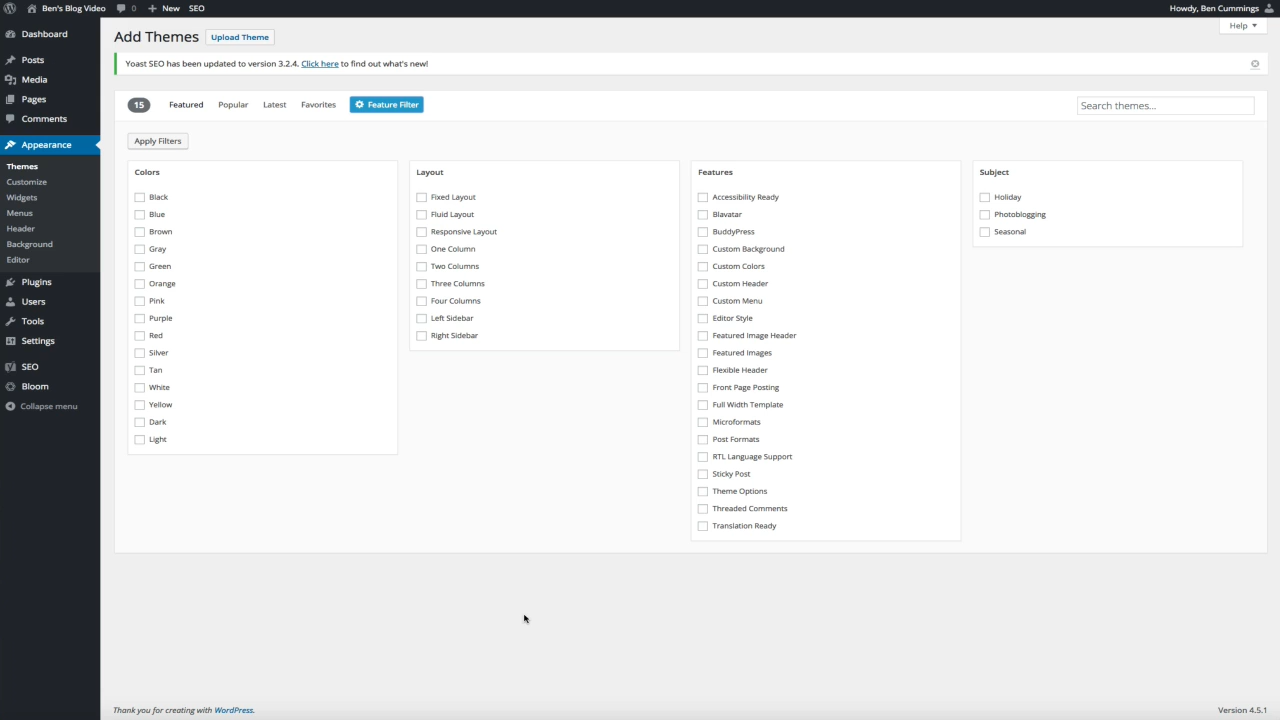 Ben's Blog Video
0
New
SEO
Howdy, Ben Cummings
Dashboard
Posts
Media
Pages
Comments
Appearance
Themes
Customize
Widgets
Menus
Header
Background
Editor
Plugins
Users
Tools
Settings
SEO
Bloom
Collapse menu
Help
Add Themes
Upload Theme
Yoast SEO has been updated to version 3.2.4. Click here to find out what's new!
15
Featured
Popular
Latest
Favorites
Feature Filter
Search themes...
Apply Filters
Colors
Black
Blue
Brown
Gray
Green
Orange
Pink
Purple
Red
Silver
Tan
White
Yellow
Dark
Light
Layout
Fixed Layout
Fluid Layout
Responsive Layout
One Column
Two Columns
Three Columns
Four Columns
Left Sidebar
Right Sidebar
Features
Accessibility Ready
Blavatar
BuddyPress
Custom Background
Custom Colors
Custom Header
Custom Menu
Editor Style
Featured Image Header
Featured Images
Flexible Header
Front Page Posting
Full Width Template
Microformats
Post Formats
RTL Language Support
Sticky Post
Theme Options
Threaded Comments
Translation Ready
Subject
Holiday
Photoblogging
Seasonal
Thank you for creating with WordPress.
Version 4.5.1